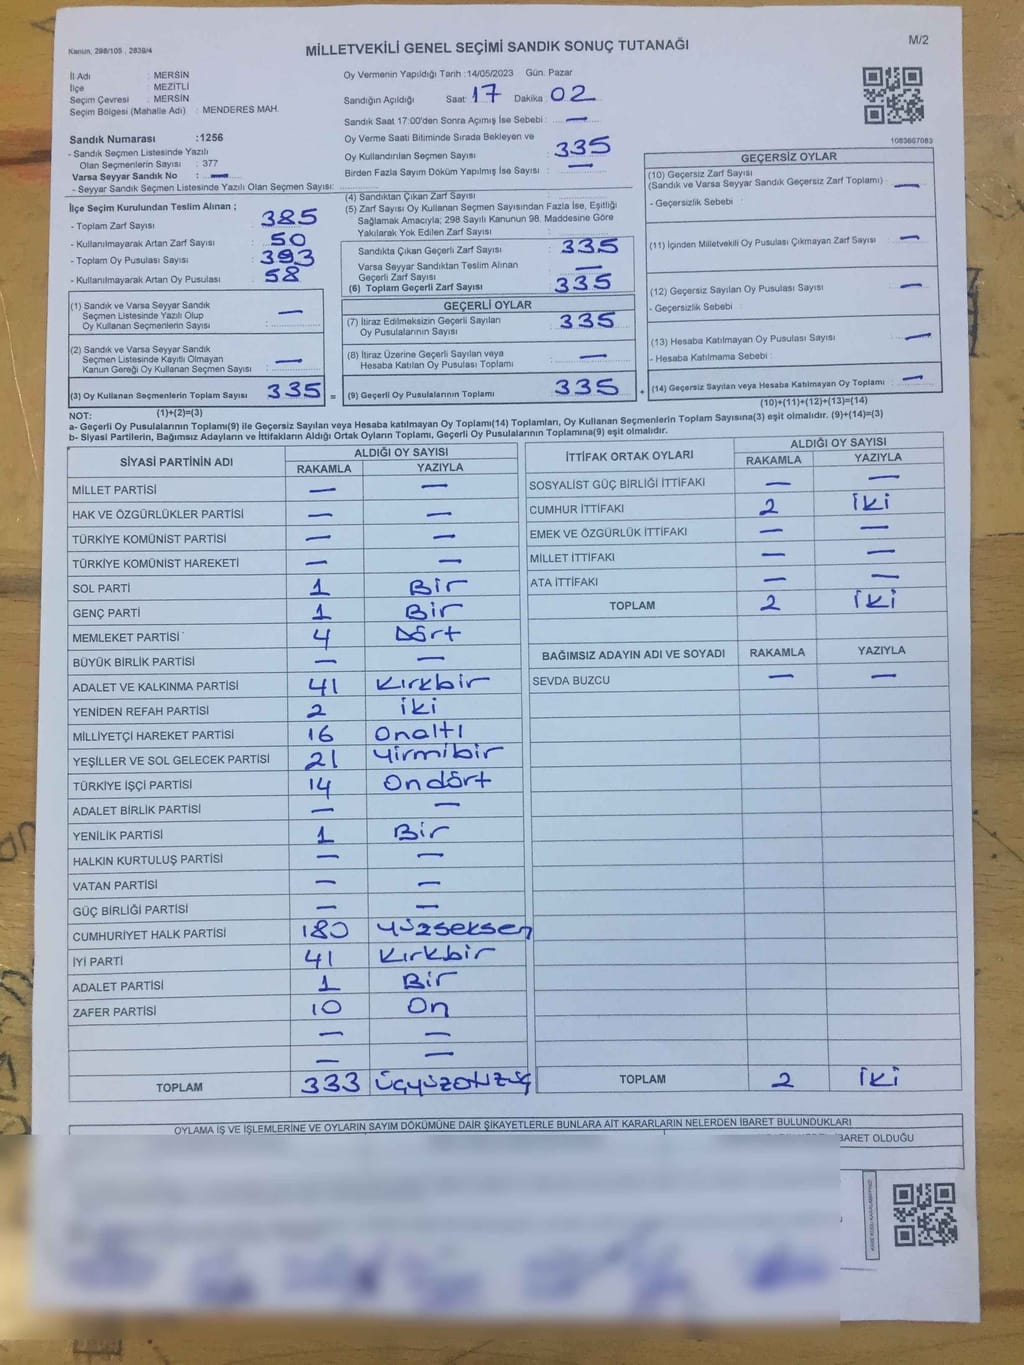 Kanun, 298/105 , 2839/4
MİLLETVEKİLİ GENEL SEÇİMİ SANDIK SONUÇ TUTANAĞI
M/2
İl Adı : MERSİN
İlçe : MEZİTLİ
Seçim Çevresi : MERSİN
Seçim Bölgesi (Mahalle Adı) : MENDERES MAH.
Sandık Numarası :1256
- Sandık Seçmen Listesinde Yazılı
Olan Seçmenlerin Sayısı : 377
Varsa Seyyar Sandık No : —
- Seyyar Sandık Seçmen Listesinde Yazılı Olan Seçmen Sayısı:
Oy Vermenin Yapıldığı Tarih :14/05/2023 Gün. Pazar
Sandığın Açıldığı Saat: 17 Dakika 02
Sandık Saat 17:00'den Sonra Açımış İse Sebebi : —
Oy Verme Saati Bitiminde Sırada Bekleyen ve
Oy Kullandırılan Seçmen Sayısı : 335
Birden Fazla Sayım Döküm Yapılmış İse Sayısı : —
1083667083
İlçe Seçim Kurulundan Teslim Alınan ;
- Toplam Zarf Sayısı : 385
- Kullanılmayarak Artan Zarf Sayısı : 50
- Toplam Oy Pusulası Sayısı : 393
- Kullanılmayarak Artan Oy Pusulası : 58
(1) Sandık ve Varsa Seyyar Sandık
Seçmen Listesinde Yazılı Olup
Oy Kullanan Seçmenlerin Sayısı : —
(2) Sandık ve Varsa Seyyar Sandık
Seçmen Listesinde Kayıtlı Olmayan
Kanun Gereği Oy Kullanan Seçmen Sayısı : —
(3) Oy Kullanan Seçmenlerin Toplam Sayısı 335 =
(1)+(2)=(3)
(4) Sandıktan Çıkan Zarf Sayısı :
(5) Zarf Sayısı Oy Kullanan Seçmen Sayısından Fazla İse, Eşitliği
Sağlamak Amacıyla; 298 Sayılı Kanunun 98. Maddesine Göre
Yakılarak Yok Edilen Zarf Sayısı :
Sandıkta Çıkan Geçerli Zarf Sayısı : 335
Varsa Seyyar Sandıktan Teslim Alınan
Geçerli Zarf Sayısı : —
(6) Toplam Geçerli Zarf Sayısı : 335
GEÇERLİ OYLAR
(7) İtiraz Edilmeksizin Geçerli Sayılan
Oy Pusulalarının Sayısı : 335
(8) İtiraz Üzerine Geçerli Sayılan veya
Hesaba Katılan Oy Pusulası Toplamı : —
(9) Geçerli Oy Pusulalarının Toplamı : 335 +
GEÇERSİZ OYLAR
(10) Geçersiz Zarf Sayısı
(Sandık ve Varsa Seyyar Sandık Geçersiz Zarf Toplamı) : —
- Geçersizlik Sebebi :
(11) İçinden Milletvekili Oy Pusulası Çıkmayan Zarf Sayısı : —
(12) Geçersiz Sayılan Oy Pusulası Sayısı : —
- Geçersizlik Sebebi :
(13) Hesaba Katılmayan Oy Pusulası Sayısı : —
- Hesaba Katılmama Sebebi :
(14) Geçersiz Sayılan veya Hesaba Katılmayan Oy Toplamı : —
(10)+(11)+(12)+(13)=(14)
NOT:
a- Geçerli Oy Pusulalarının Toplamı(9) ile Geçersiz Sayılan veya Hesaba katılmayan Oy Toplamı(14) Toplamları, Oy Kullanan Seçmenlerin Toplam Sayısına(3) eşit olmalıdır. (9)+(14)=(3)
b- Siyasi Partilerin, Bağımsız Adayların ve İttifakların Aldığı Ortak Oyların Toplamı, Geçerli Oy Pusulalarının Toplamına(9) eşit olmalıdır.
SİYASİ PARTİNİN ADI ALDIĞI OY SAYISI
RAKAMLA YAZIYLA
MİLLET PARTİSİ — —
HAK VE ÖZGÜRLÜKLER PARTİSİ — —
TÜRKİYE KOMÜNİST PARTİSİ — —
TÜRKİYE KOMÜNİST HAREKETİ — —
SOL PARTİ 1 Bir
GENÇ PARTİ 1 Bir
MEMLEKET PARTİSİ 4 Dört
BÜYÜK BİRLİK PARTİSİ — —
ADALET VE KALKINMA PARTİSİ 41 Kırkbir
YENİDEN REFAH PARTİSİ 2 iki
MİLLİYETÇİ HAREKET PARTİSİ 16 Onaltı
YEŞİLLER VE SOL GELECEK PARTİSİ 21 Yirmibir
TÜRKİYE İŞÇİ PARTİSİ 14 Ondört
ADALET BİRLİK PARTİSİ — —
YENİLİK PARTİSİ 1 Bir
HALKIN KURTULUŞ PARTİSİ — —
VATAN PARTİSİ — —
GÜÇ BİRLİĞİ PARTİSİ — —
CUMHURİYET HALK PARTİSİ 180 Yüzseksen
İYİ PARTİ 41 Kırkbir
ADALET PARTİSİ 1 Bir
ZAFER PARTİSİ 10 On
— —
— —
TOPLAM 333 üçyüzotuzüç
İTTİFAK ORTAK OYLARI ALDIĞI OY SAYISI
RAKAMLA YAZIYLA
SOSYALİST GÜÇ BİRLİĞİ İTTİFAKI — —
CUMHUR İTTİFAKI 2 iki
EMEK VE ÖZGÜRLÜK İTTİFAKI — —
MİLLET İTTİFAKI — —
ATA İTTİFAKI — —
TOPLAM 2 iki
BAĞIMSIZ ADAYIN ADI VE SOYADI RAKAMLA YAZIYLA
SEVDA BUZCU — —
TOPLAM 2 iki
OYLAMA İŞ VE İŞLEMLERİNE VE OYLARIN SAYIM DÖKÜMÜNE DAİR ŞİKAYETLERLE BUNLARA AİT KARARLARIN NELERDEN İBARET BULUNDUKLARI
BARET OLDUĞU